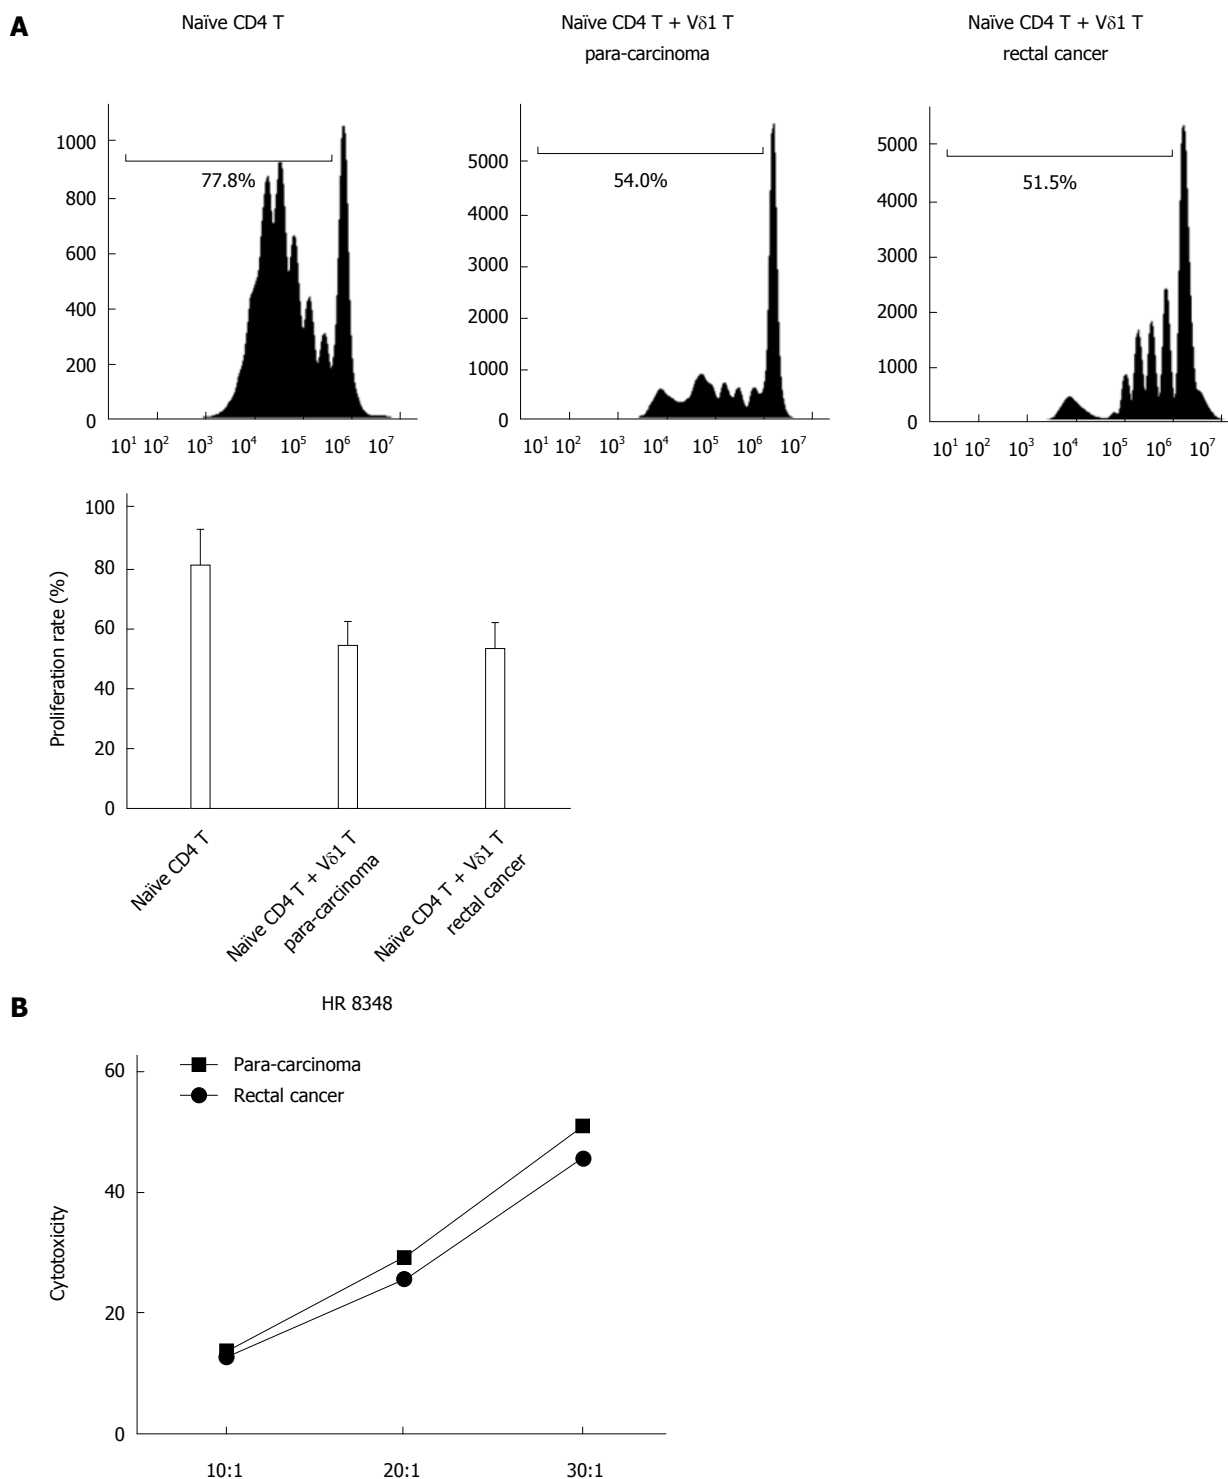 A
Naïve CD4 T
Naïve CD4 T + Vδ1 T
para-carcinoma
Naïve CD4 T + Vδ1 T
rectal cancer
1000
800
600
400
200
0
77.8%
10¹ 10² 10³ 10⁴ 10⁵ 10⁶ 10⁷
5000
4000
3000
2000
1000
0
54.0%
10¹ 10² 10³ 10⁴ 10⁵ 10⁶ 10⁷
5000
4000
3000
2000
1000
0
51.5%
10¹ 10² 10³ 10⁴ 10⁵ 10⁶ 10⁷
Proliferation rate (%)
100
80
60
40
20
0
Naïve CD4 T
Naïve CD4 T + Vδ1 T
para-carcinoma
Naïve CD4 T + Vδ1 T
rectal cancer
B
HR 8348
Para-carcinoma
Rectal cancer
Cytotoxicity
60
40
20
0
10:1
20:1
30:1